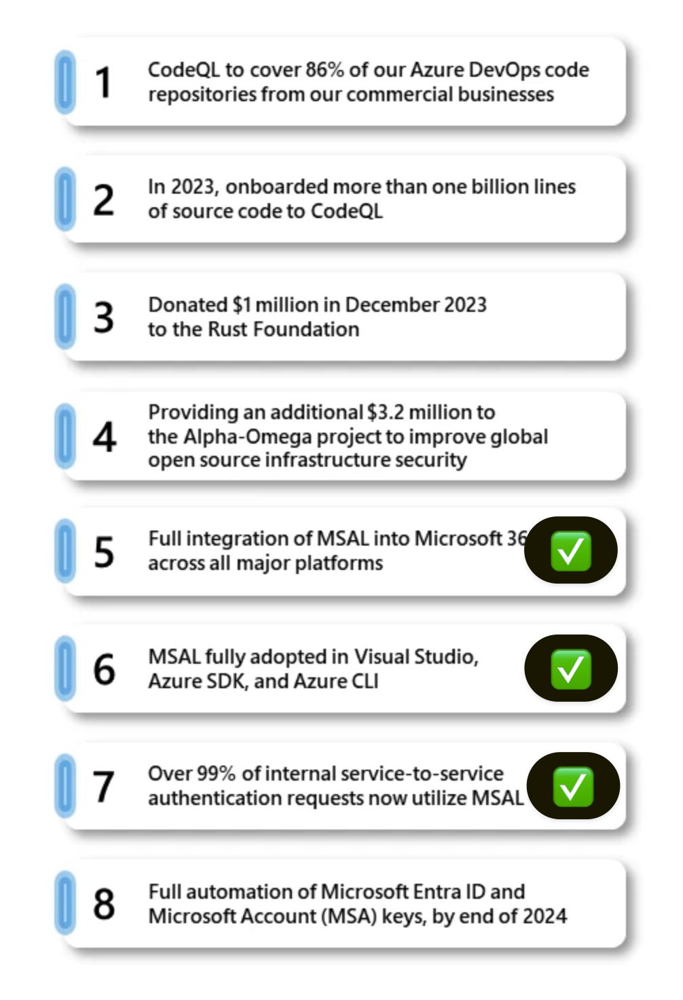 1
CodeQL to cover 86% of our Azure DevOps code
repositories from our commercial businesses
2
In 2023, onboarded more than one billion lines
of source code to CodeQL
3
Donated $1 million in December 2023
to the Rust Foundation
4
Providing an additional $3.2 million to
the Alpha-Omega project to improve global
open source infrastructure security
5
Full integration of MSAL into Microsoft
across all major platforms
6
MSAL fully adopted in Visual Studio,
Azure SDK, and Azure CLI
7
Over 99% of internal service-to-service
authentication requests now utilize MSAL
8
Full automation of Microsoft Entra ID and
Microsoft Account (MSA) keys, by end of 2024